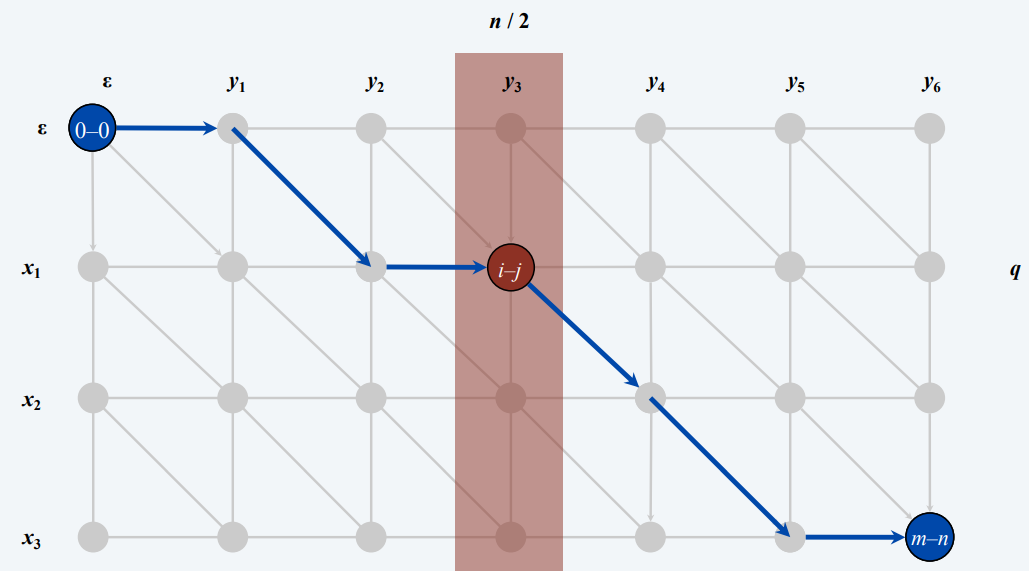 n / 2
ε y₁ y₂ y₃ y₄ y₅ y₆
ε 0–0
x₁ i–j q
x₂
x₃ m–n